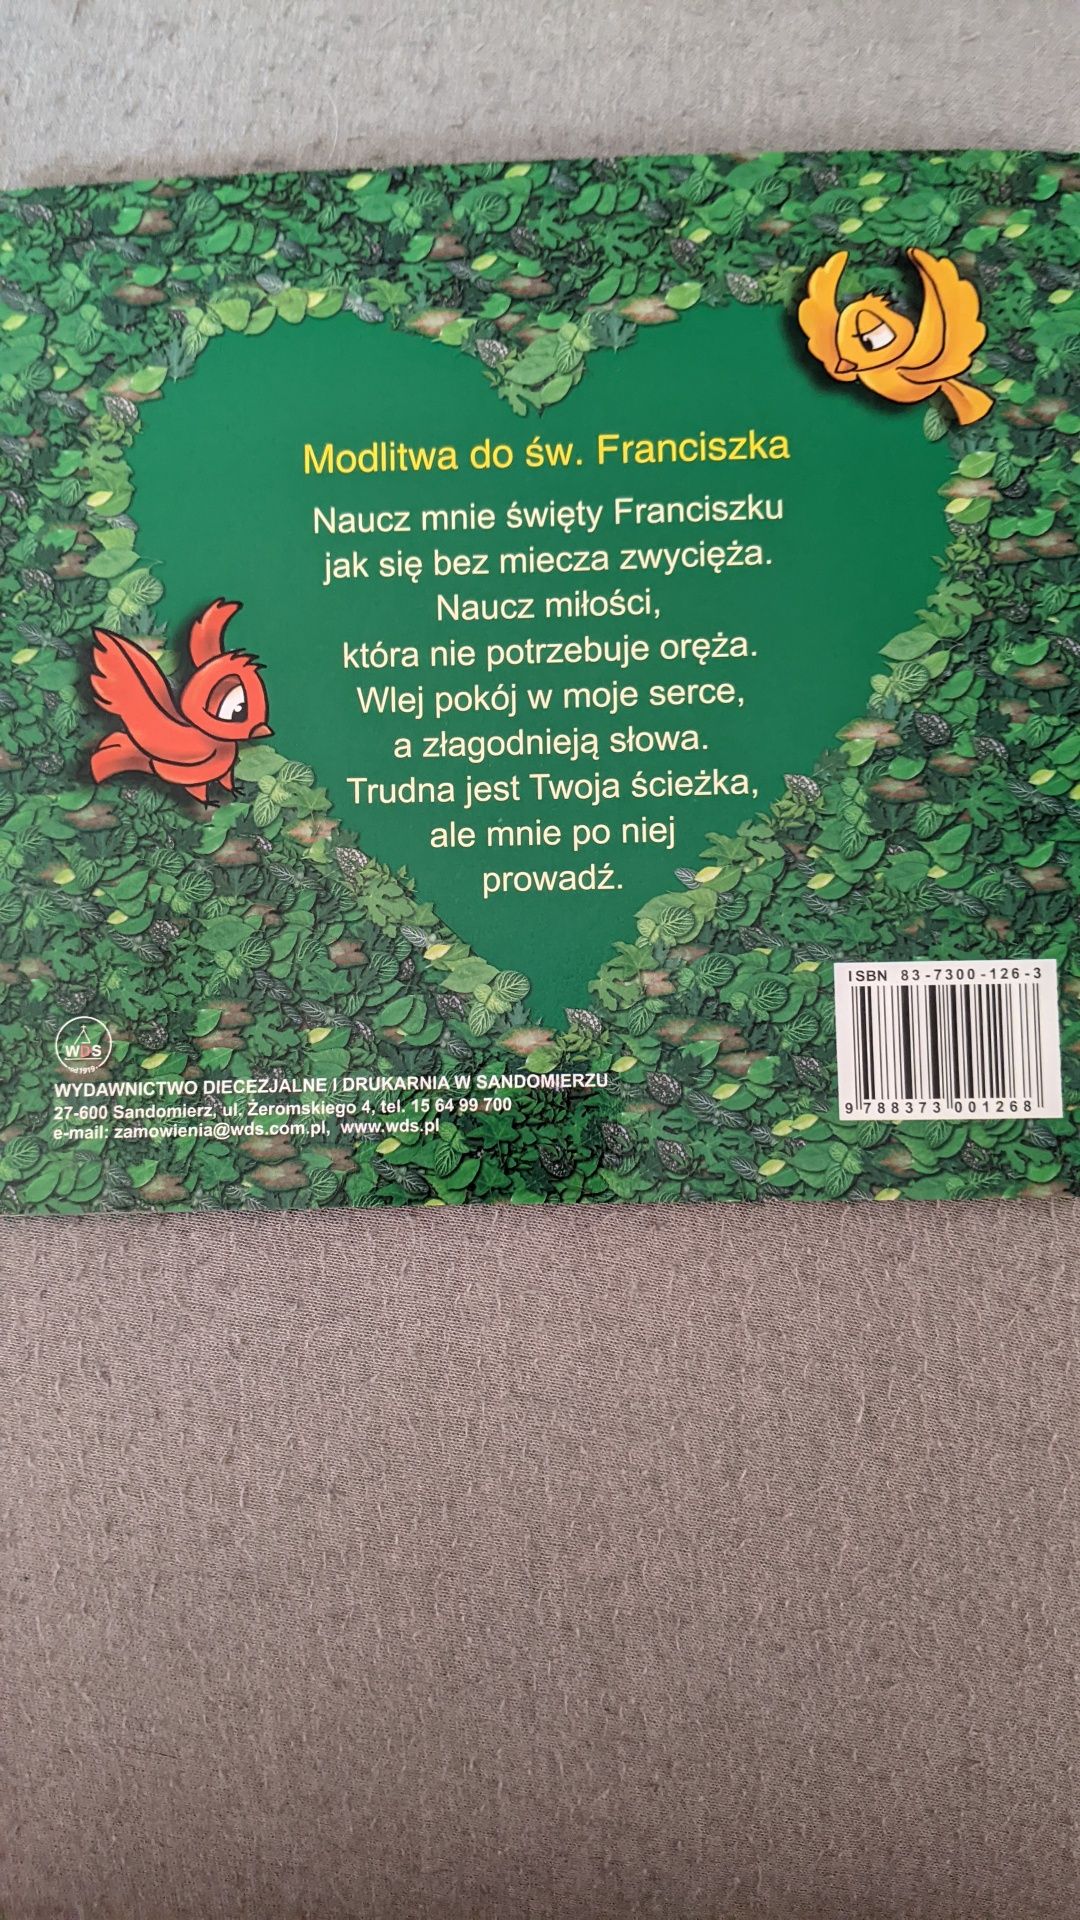 Modlitwa do św. Franciszka
Naucz mnie święty Franciszku
jak się bez miecza zwycięża.
Naucz miłości,
która nie potrzebuje oręża.
Wlej pokój w moje serce,
a złagodnieją słowa.
Trudna jest Twoja ścieżka,
ale mnie po niej
prowadź.
ISBN 83-7300-126-3
9 788373 001268
WDS
od 1919
WYDAWNICTWO DIECEZJALNE I DRUKARNIA W SANDOMIERZU
27-600 Sandomierz, ul. Żeromskiego 4, tel. 15 64 99 700
e-mail: zamowienia@wds.com.pl, www.wds.pl